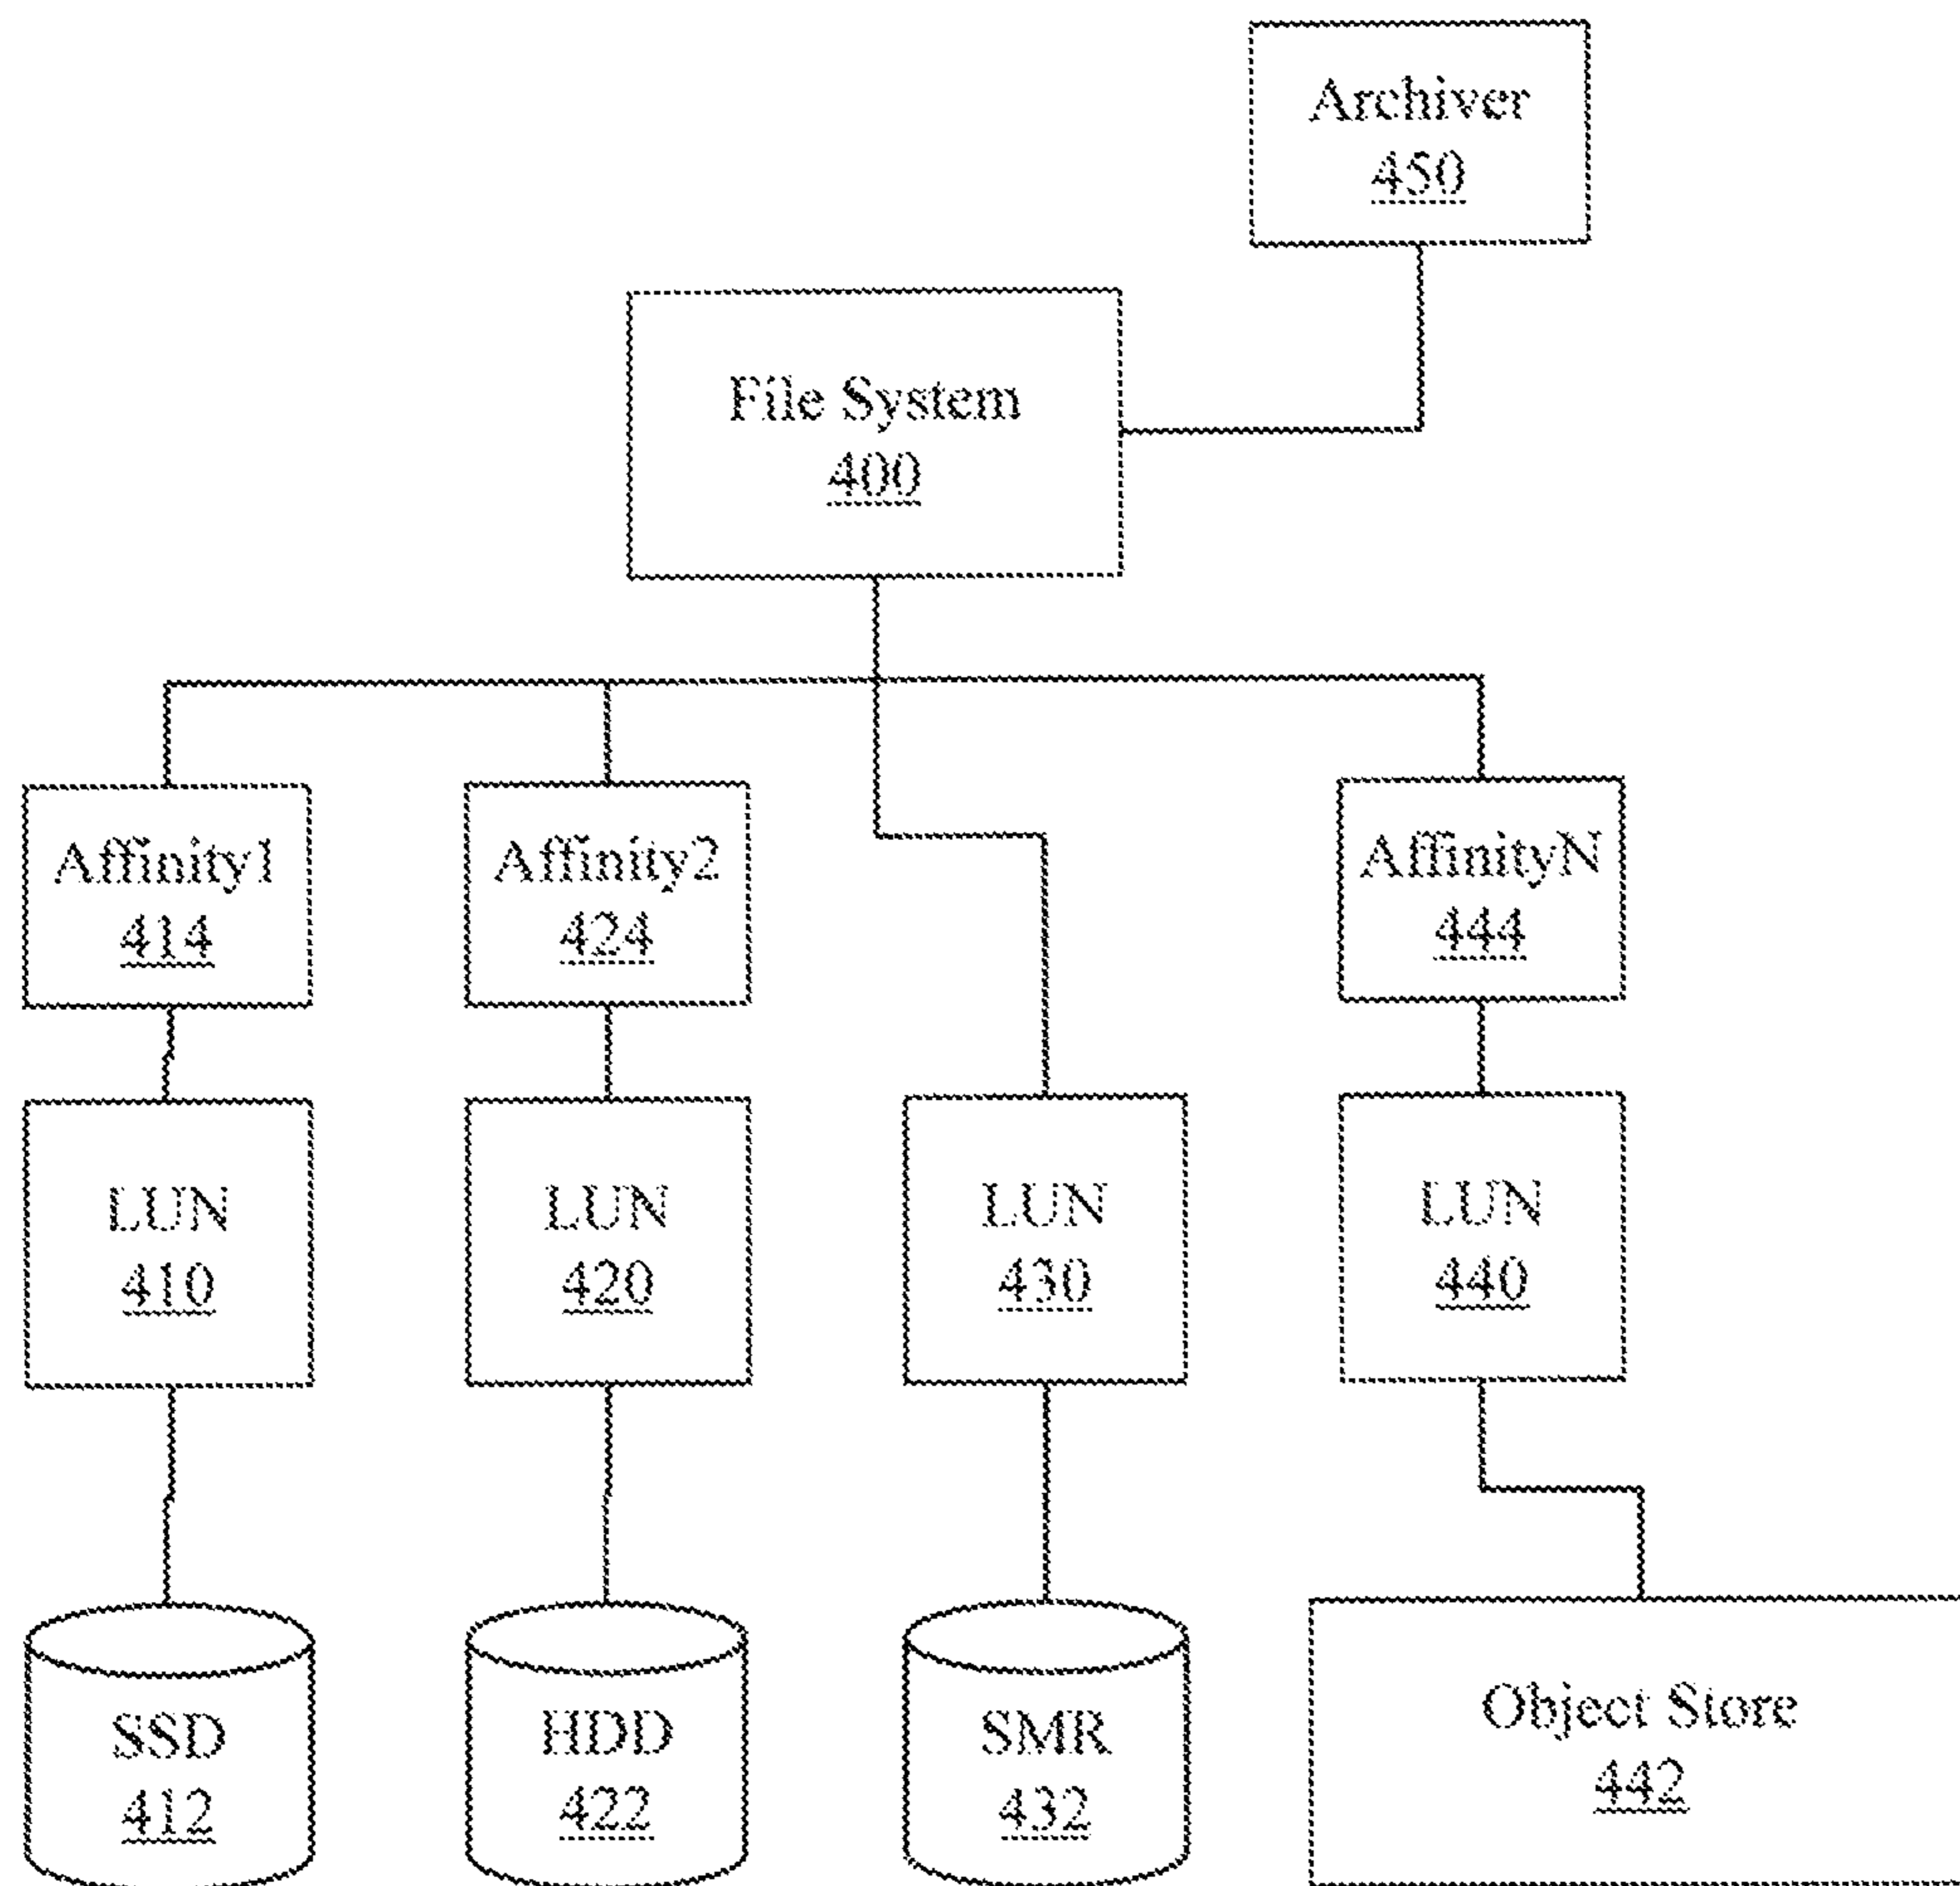 Archiver
450
File System
400
Affinity1
414
Affinity2
424
AffinityN
444
LUN
410
LUN
420
LUN
430
LUN
440
SSD
412
HDD
422
SMR
432
Object Store
442